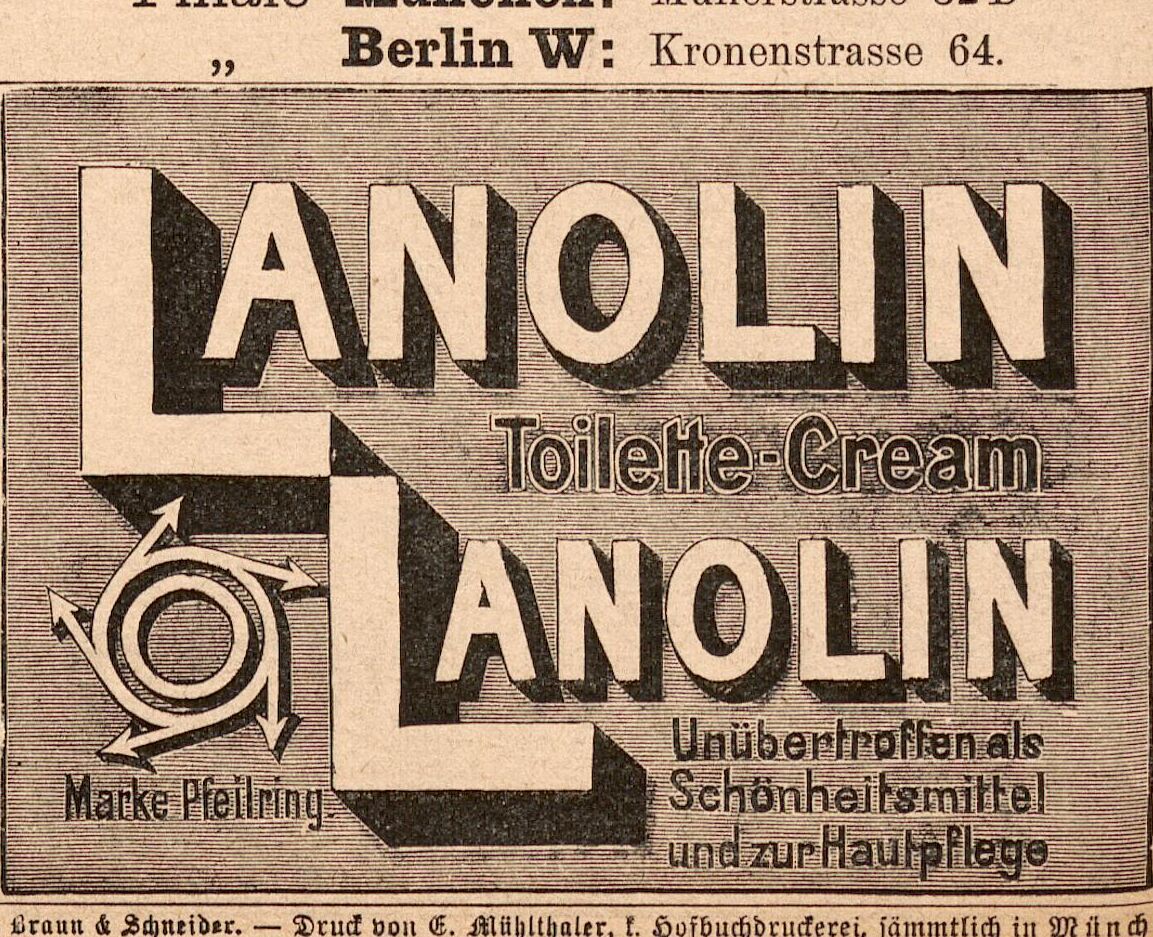 München:
„ Berlin W: Kronenstrasse 64.
LANOLIN
Toilette-Cream
LANOLIN
Marke Pfeilring.
Unübertroffen als
Schönheitsmittel
und zur Hautpflege
Braun & Schneider. — Druck von E. Mühlthaler, k. Hofbuchdruckerei, sämmtlich in Münch